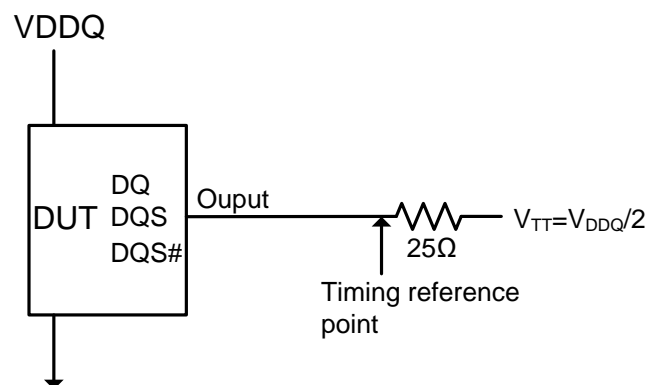 VDDQ
DQ
DUT DQS
DQS#
Ouput
25Ω
V_TT=V_DDQ/2
Timing reference
point